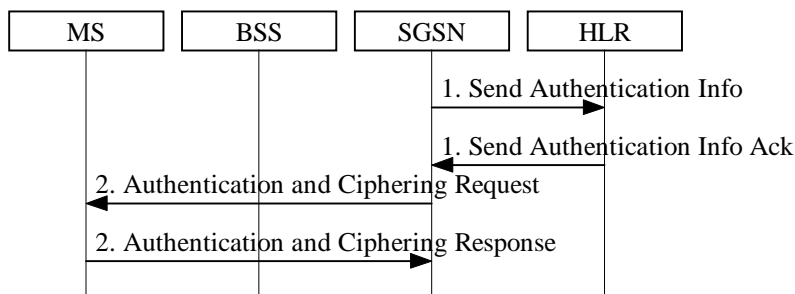 MS BSS SGSN HLR
1. Send Authentication Info
1. Send Authentication Info Ack
2. Authentication and Ciphering Request
2. Authentication and Ciphering Response